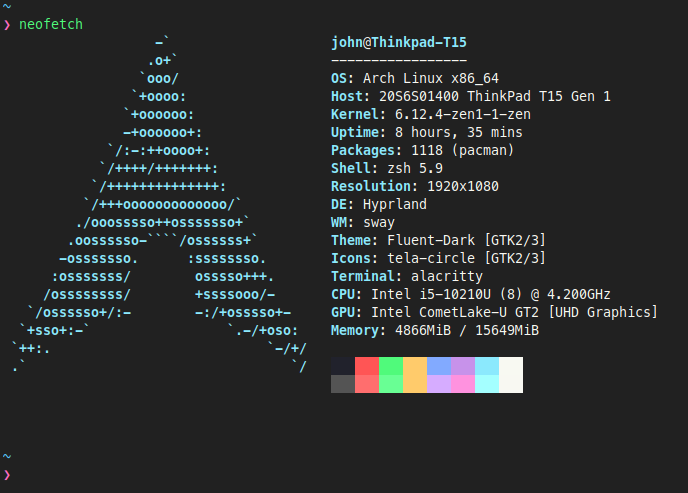 ~
❯ neofetch
                  -`                     john@Thinkpad-T15
                 .o+`                    -----------------
                `ooo/                    OS: Arch Linux x86_64
               `+oooo:                   Host: 20S6S01400 ThinkPad T15 Gen 1
              `+oooooo:                  Kernel: 6.12.4-zen1-1-zen
              -+oooooo+:                 Uptime: 8 hours, 35 mins
            `/:-:++oooo+:                Packages: 1118 (pacman)
           `/++++/+++++++:               Shell: zsh 5.9
          `/++++++++++++++:              Resolution: 1920x1080
         `/+++ooooooooooooo/`            DE: Hyprland
        ./ooosssso++osssssso+`           WM: sway
       .oossssso-````/ossssss+`          Theme: Fluent-Dark [GTK2/3]
      -osssssso.      :ssssssso.         Icons: tela-circle [GTK2/3]
     :osssssss/        osssso+++.        Terminal: alacritty
    /ossssssss/        +ssssooo/-        CPU: Intel i5-10210U (8) @ 4.200GHz
  `/ossssso+/:-        -:/+osssso+-      GPU: Intel CometLake-U GT2 [UHD Graphics]
 `+sso+:-`                 `.-/+oso:     Memory: 4866MiB / 15649MiB
`++:.                           `-/+/
.`                                 `/
~
❯